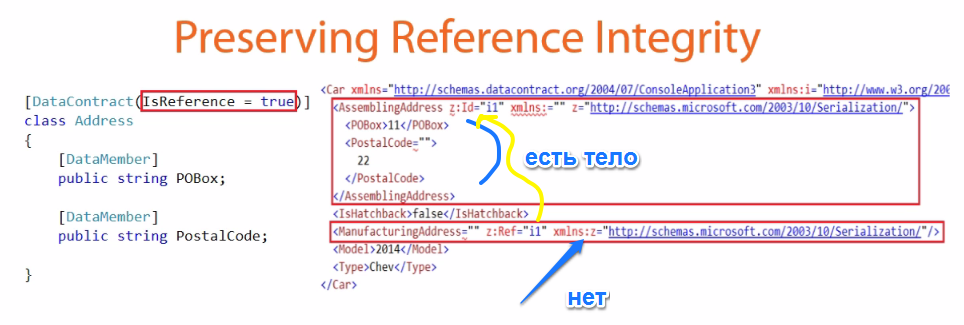 Preserving Reference Integrity
[DataContract(IsReference = true)]
class Address
{
[DataMember]
public string POBox;
[DataMember]
public string PostalCode;
}
<Car xmlns="http://schemas.datacontract.org/2004/07/ConsoleApplication3" xmlns:i="http://www.w3.org/200
<AssemblingAddress z:Id="i1" xmlns:="" z="http://schemas.microsoft.com/2003/10/Serialization/">
<POBox>11</POBox>
<PostalCode="">
22
</PostalCode>
</AssemblingAddress>
<IsHatchback>false</IsHatchback>
<ManufacturingAddress="" z:Ref="i1" xmlns:z="http://schemas.microsoft.com/2003/10/Serialization/"/>
<Model>2014</Model>
<Type>Chev</Type>
</Car>
есть тело
нет